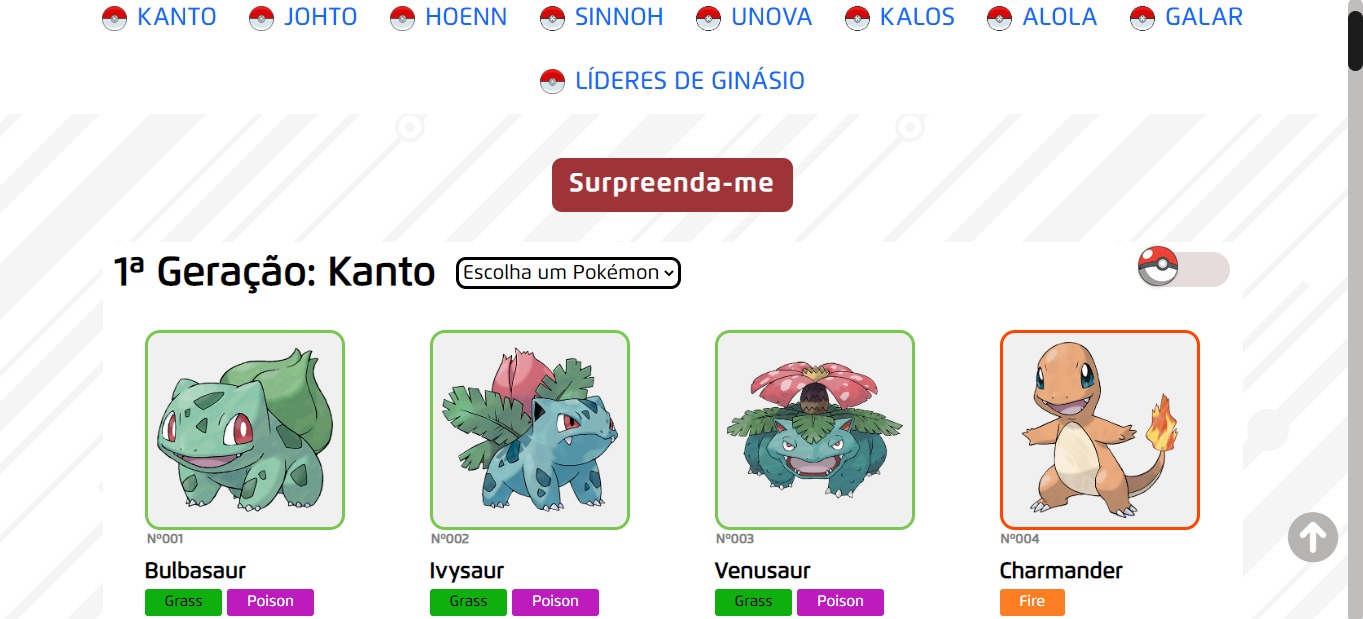 KANTO JOHTO HOENN SINNOH UNOVA KALOS ALOLA GALAR
LÍDERES DE GINÁSIO
Surpreenda-me
1ª Geração: Kanto Escolha um Pokémon
Nº001 Nº002 Nº003 Nº004
Bulbasaur Ivysaur Venusaur Charmander
Grass Poison Grass Poison Grass Poison Fire